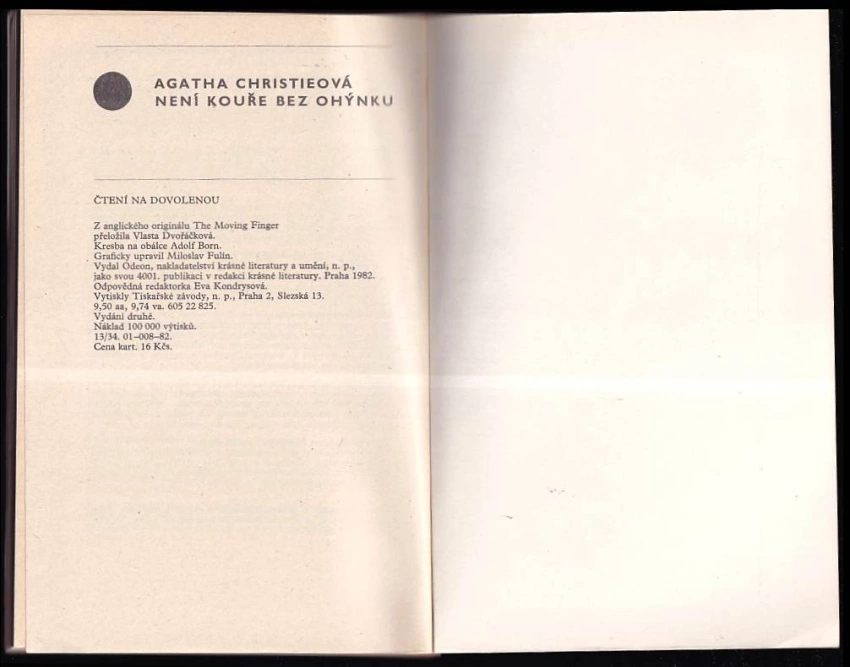 AGATHA CHRISTIEOVÁ
NENÍ KOUŘE BEZ OHÝNKU
ČTENÍ NA DOVOLENOU
Z anglického originálu The Moving Finger
přeložila Vlasta Dvořáčková.
Kresba na obálce Adolf Born.
Graficky upravil Miloslav Fulín.
Vydal Odeon, nakladatelství krásné literatury a umění, n. p.,
jako svou 4001. publikaci v redakci krásné literatury. Praha 1982.
Odpovědná redaktorka Eva Kondrysová.
Vytiskly Tiskařské závody, n. p., Praha 2, Slezská 13.
9,50 aa, 9,74 va. 605 22 825.
Vydání druhé.
Náklad 100 000 výtisků.
13/34. 01–008–82.
Cena kart. 16 Kčs.